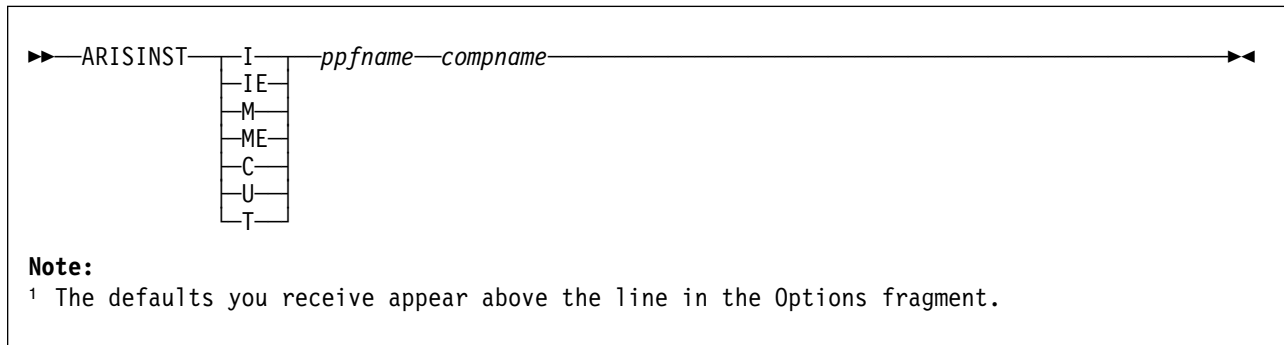 ►►──ARISINST──┬─I──┬──ppfname──compname──►◄
├─IE─┤
├─M──┤
├─ME─┤
├─C──┤
├─U──┤
└─T──┘
Note:
¹ The defaults you receive appear above the line in the Options fragment.